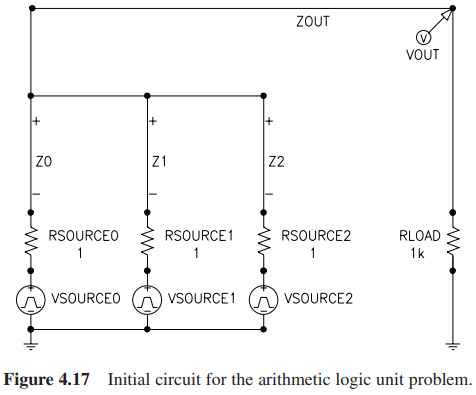 ZOUT
V
VOUT
+ + +
Z0 Z1 Z2
RSOURCE0 RSOURCE1 RSOURCE2 RLOAD
1 1 1 1k
VSOURCE0 VSOURCE1 VSOURCE2
Figure 4.17 Initial circuit for the arithmetic logic unit problem.